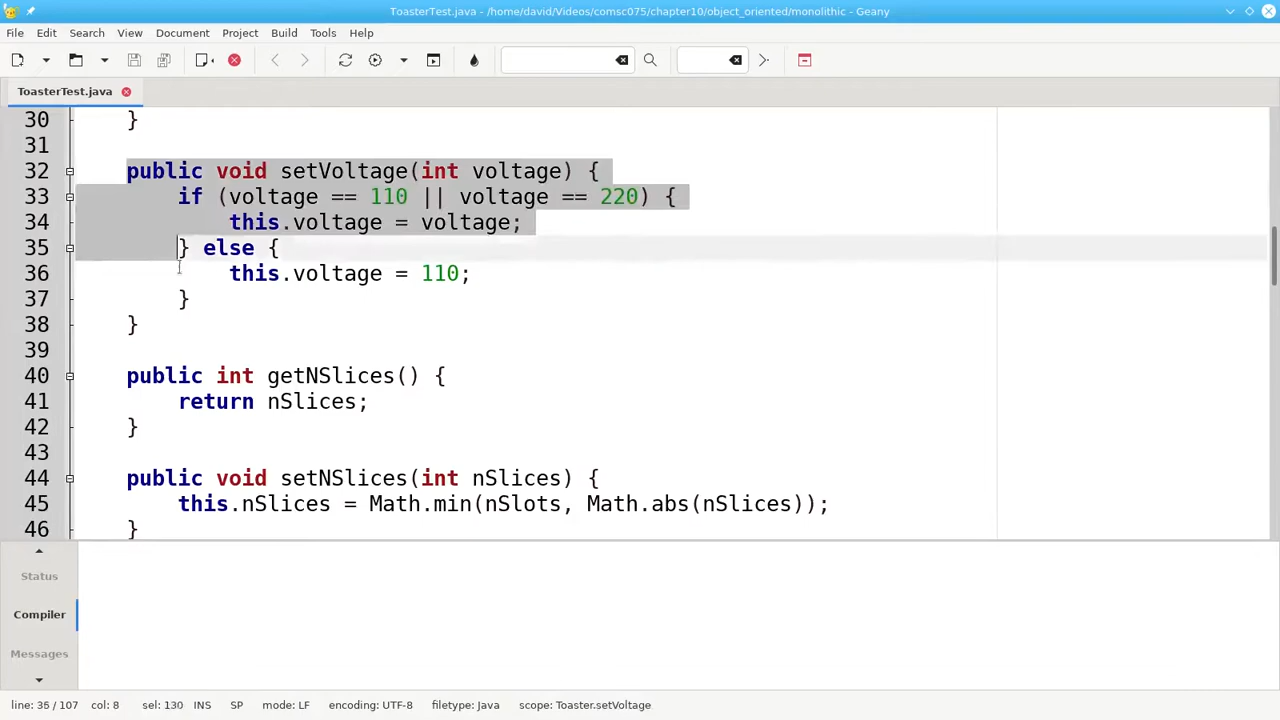 ToasterTest.java - /home/david/Videos/comsc075/chapter10/object_oriented/monolithic - Geany
File Edit Search View Document Project Build Tools Help
ToasterTest.java
30 }
31
32 public void setVoltage(int voltage) {
33 if (voltage == 110 || voltage == 220) {
34 this.voltage = voltage;
35 } else {
36 this.voltage = 110;
37 }
38 }
39
40 public int getNSlices() {
41 return nSlices;
42 }
43
44 public void setNSlices(int nSlices) {
45 this.nSlices = Math.min(nSlots, Math.abs(nSlices));
46 }
Status
Compiler
Messages
line: 35 / 107 col: 8 sel: 130 INS SP mode: LF encoding: UTF-8 filetype: Java scope: Toaster.setVoltage